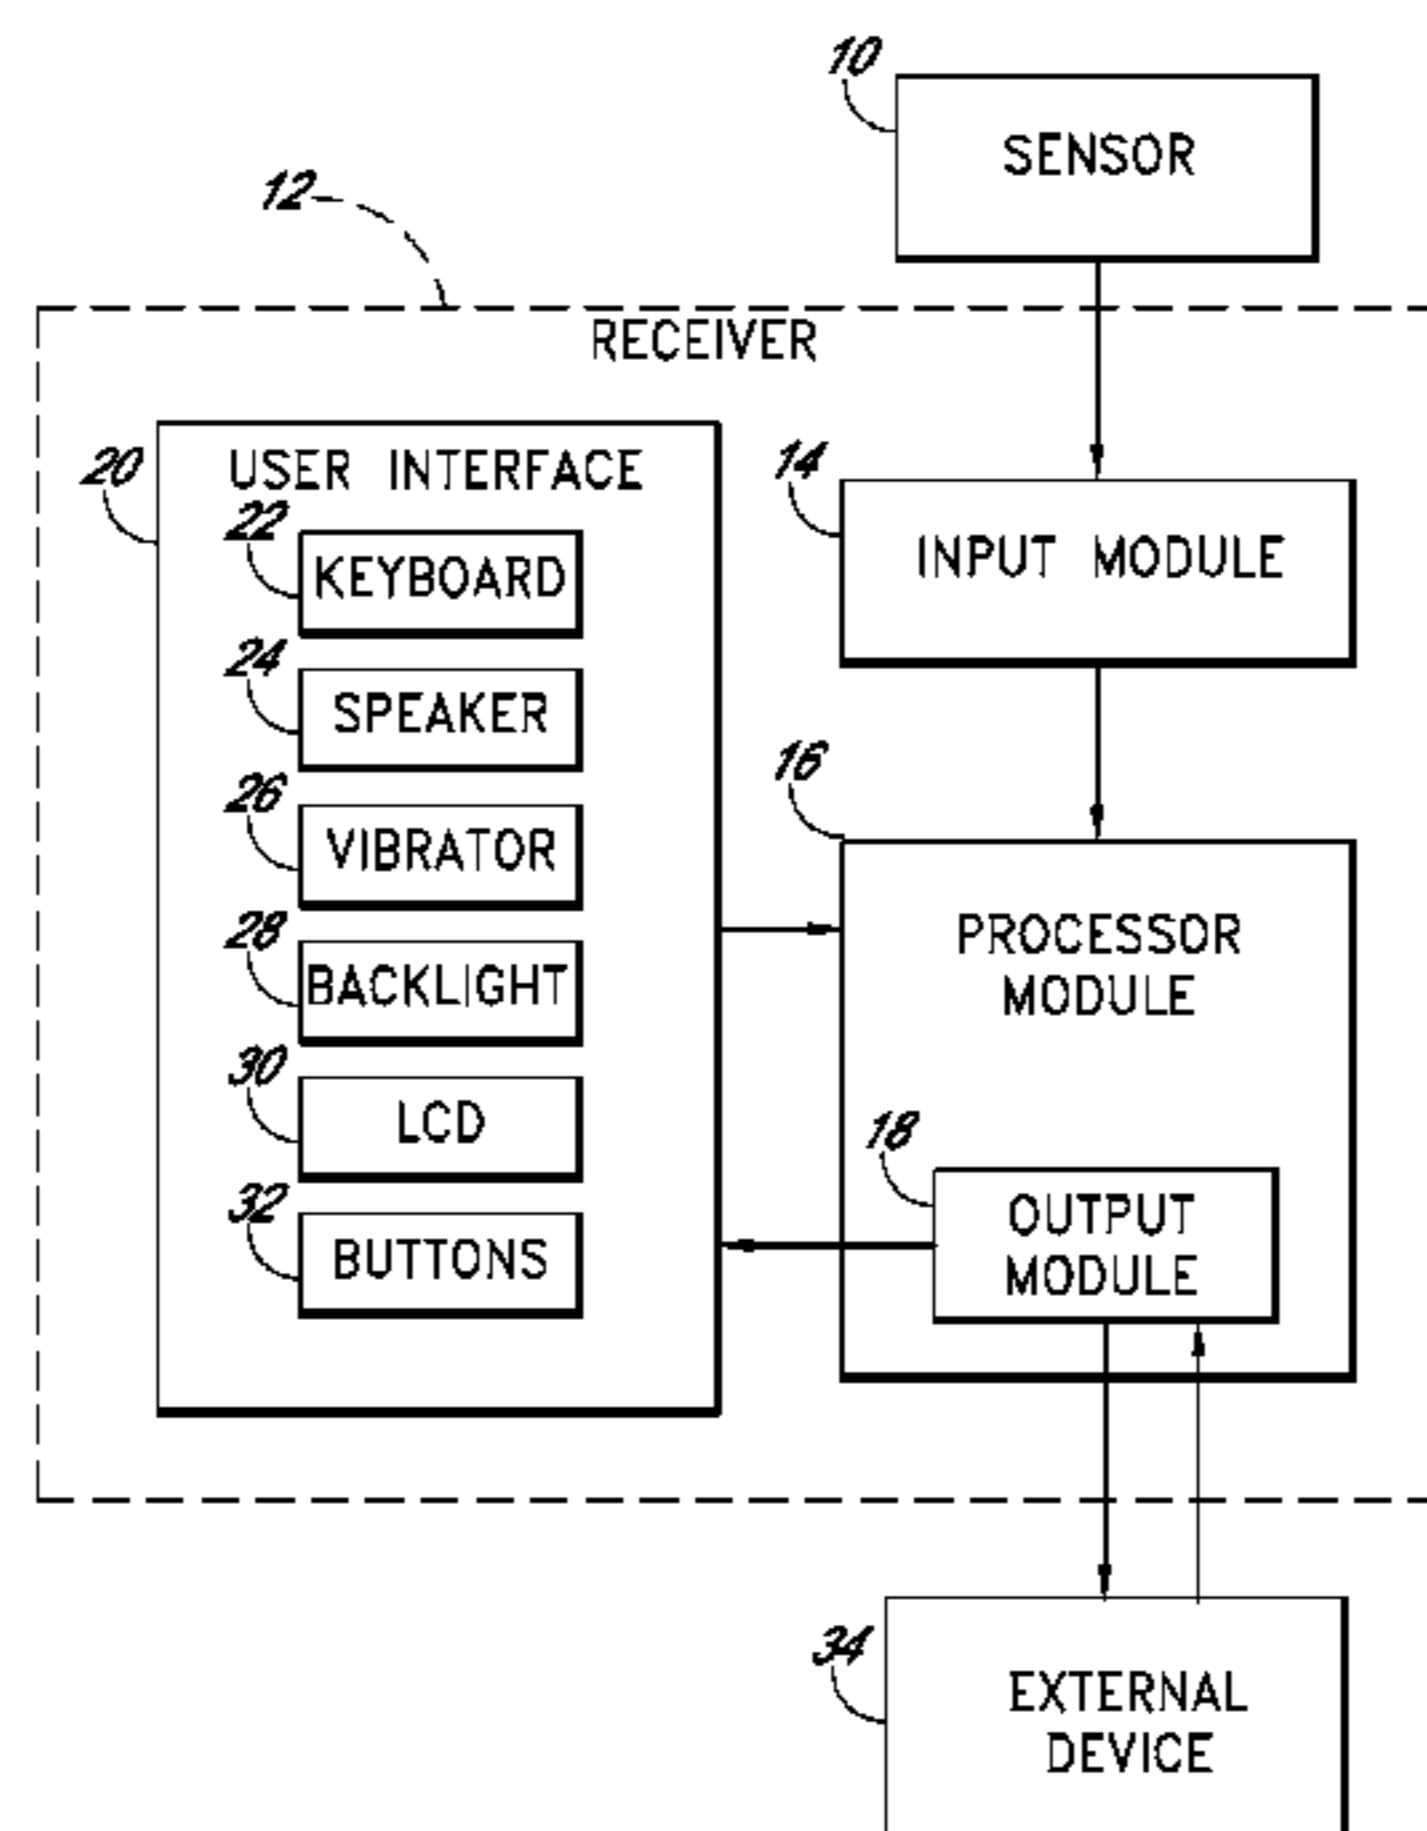 10
SENSOR
12
RECEIVER
20
USER INTERFACE
22
KEYBOARD
24
SPEAKER
26
VIBRATOR
28
BACKLIGHT
30
LCD
32
BUTTONS
14
INPUT MODULE
16
PROCESSOR
MODULE
18
OUTPUT
MODULE
34
EXTERNAL
DEVICE